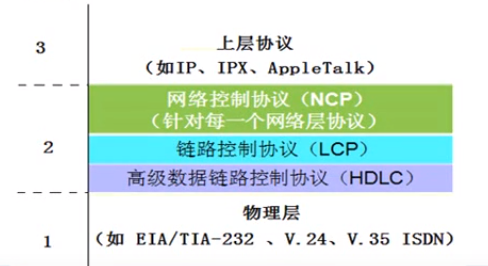 3
上层协议
（如IP、IPX、AppleTalk）
网络控制协议（NCP）
（针对每一个网络层协议）
2
链路控制协议（LCP）
高级数据链路控制协议（HDLC）
物理层
1
（如 EIA/TIA-232 、V.24、V.35 ISDN）